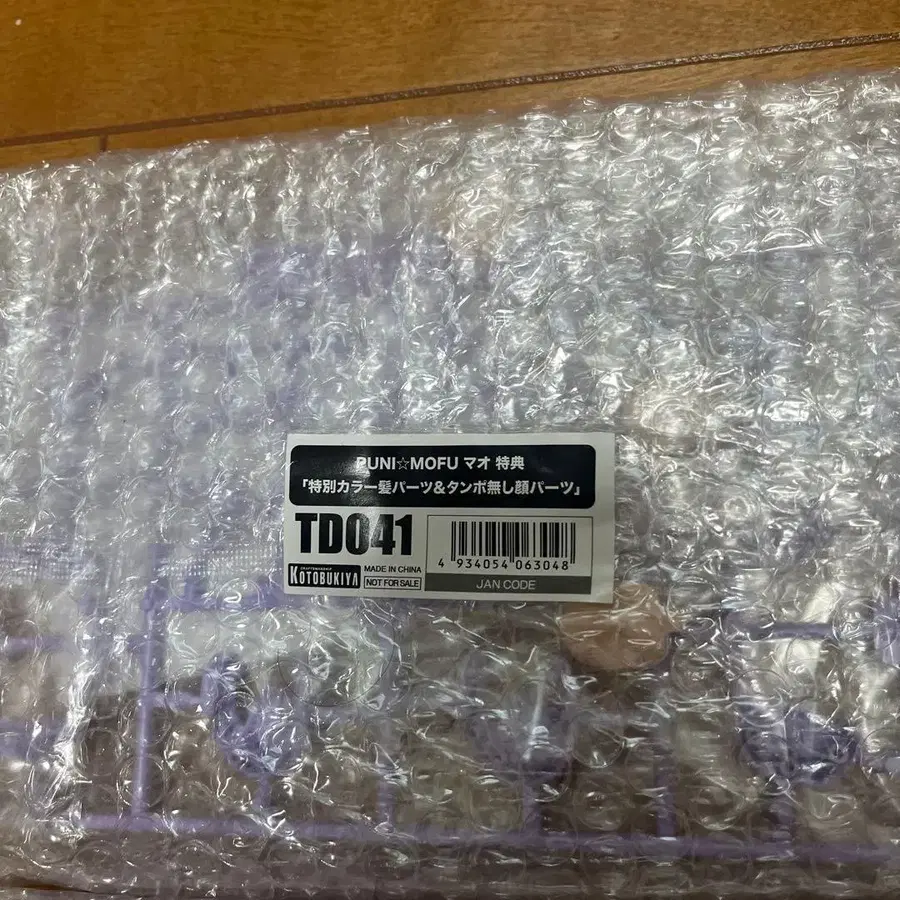 PUNI☆MOFU マオ 特典
「特別カラー髪パーツ&タンポ無し顔パーツ」
TD041
4 934054 063048
CRAFTSMANSHIP
KOTOBUKIYA
MADE IN CHINA
NOT FOR SALE
JAN CODE